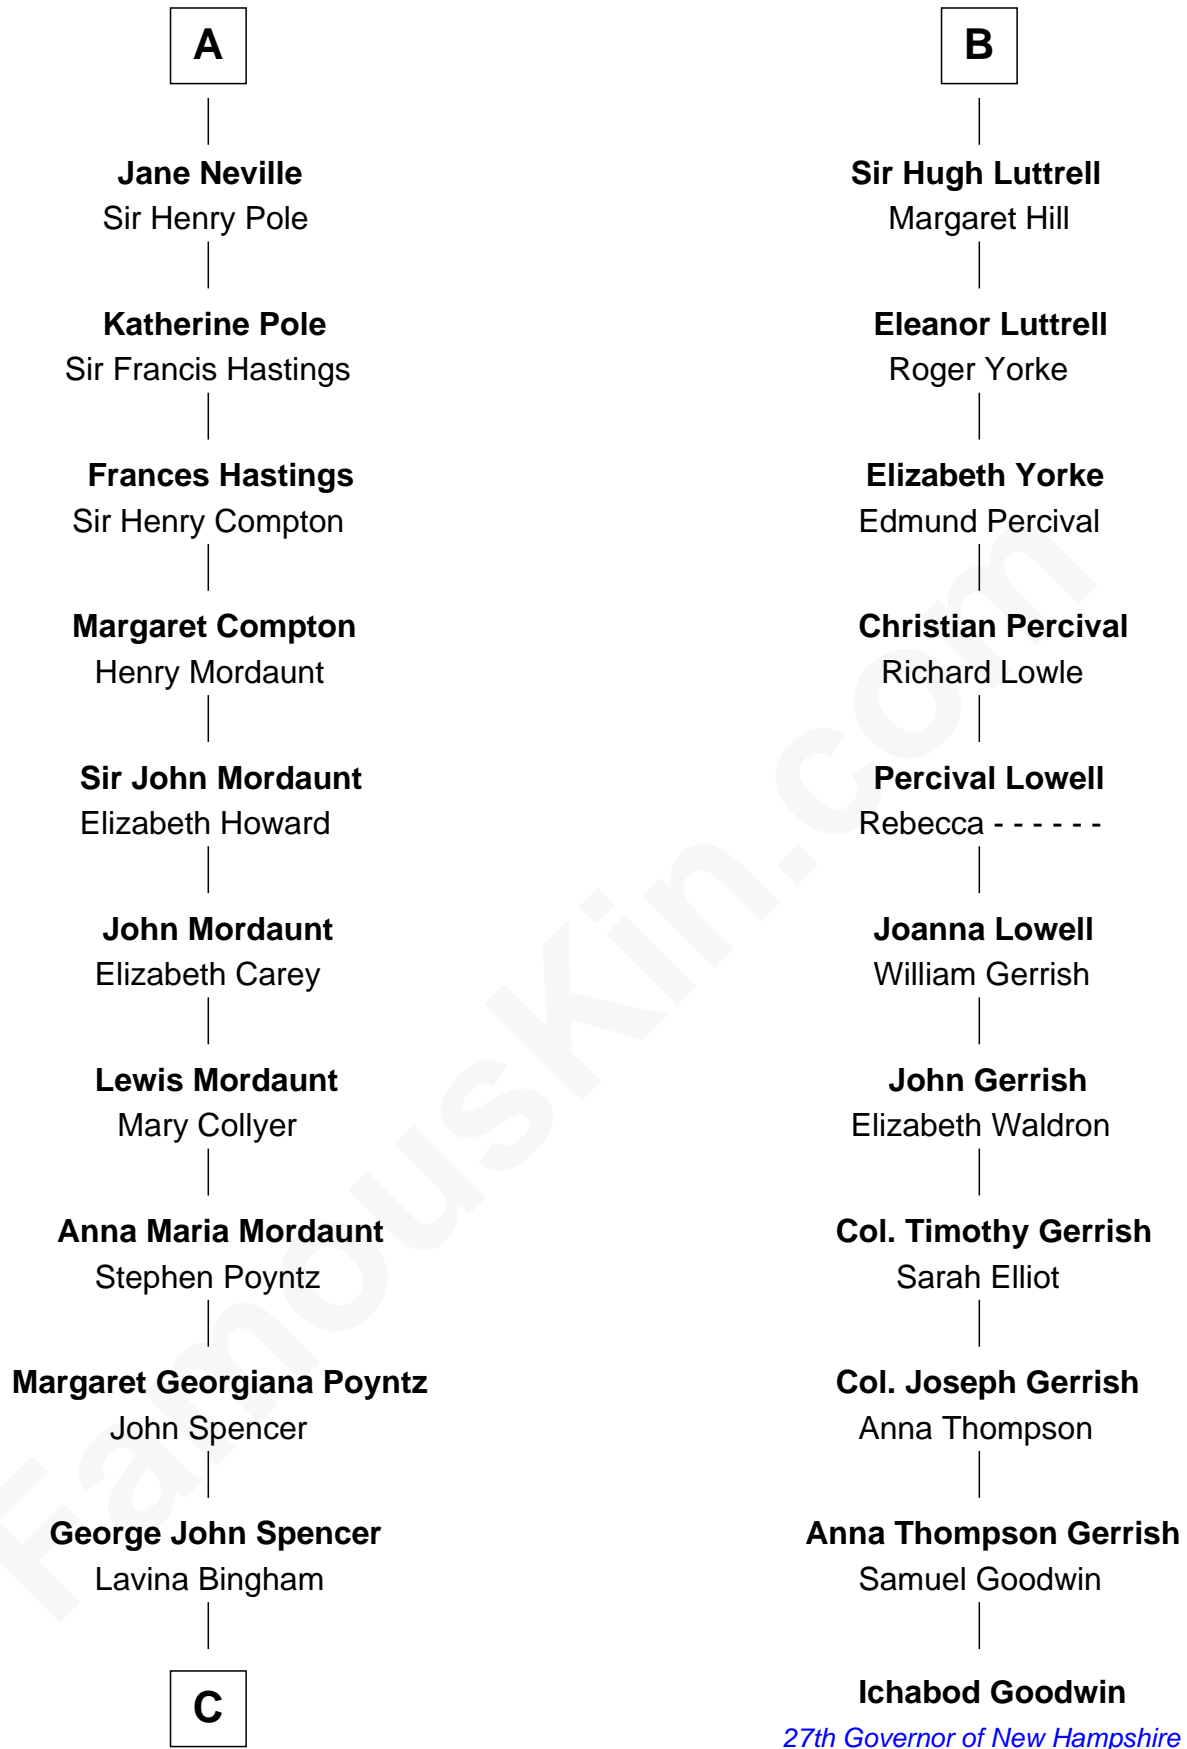 A
Jane Neville
Sir Henry Pole
Katherine Pole
Sir Francis Hastings
Frances Hastings
Sir Henry Compton
Margaret Compton
Henry Mordaunt
Sir John Mordaunt
Elizabeth Howard
John Mordaunt
Elizabeth Carey
Lewis Mordaunt
Mary Collyer
Anna Maria Mordaunt
Stephen Poyntz
Margaret Georgiana Poyntz
John Spencer
George John Spencer
Lavina Bingham
C
B
Sir Hugh Luttrell
Margaret Hill
Eleanor Luttrell
Roger Yorke
Elizabeth Yorke
Edmund Percival
Christian Percival
Richard Lowle
Percival Lowell
Rebecca - - - - - -
Joanna Lowell
William Gerrish
John Gerrish
Elizabeth Waldron
Col. Timothy Gerrish
Sarah Elliot
Col. Joseph Gerrish
Anna Thompson
Anna Thompson Gerrish
Samuel Goodwin
Ichabod Goodwin
27th Governor of New Hampshire
FamousKin.com